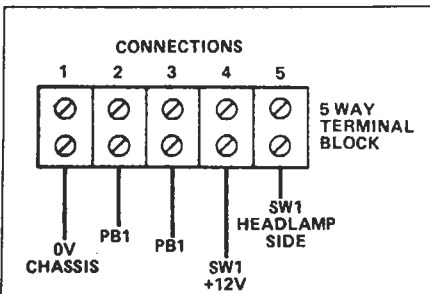 CONNECTIONS
1 2 3 4 5
5 WAY
TERMINAL
BLOCK
0V
CHASSIS
PB1
PB1
SW1
+12V
SW1
HEADLAMP
SIDE